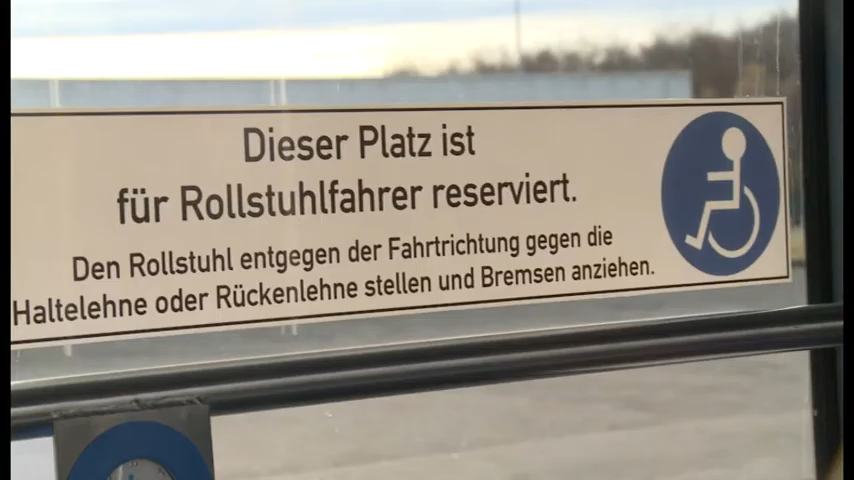 Dieser Platz ist
für Rollstuhlfahrer reserviert.
Den Rollstuhl entgegen der Fahrtrichtung gegen die
Haltelehne oder Rückenlehne stellen und Bremsen anziehen.